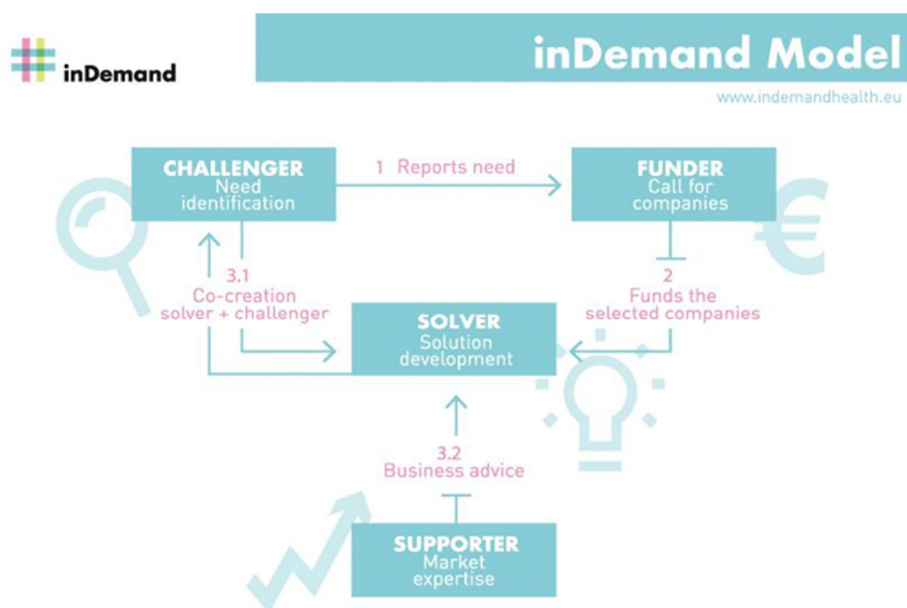 inDemand
inDemand Model
www.indemandhealth.eu
CHALLENGER
Need
identification
1 Reports need
FUNDER
Call for
companies
3.1
Co-creation
solver + challenger
2
Funds the
selected companies
SOLVER
Solution
development
3.2
Business advice
SUPPORTER
Market
expertise